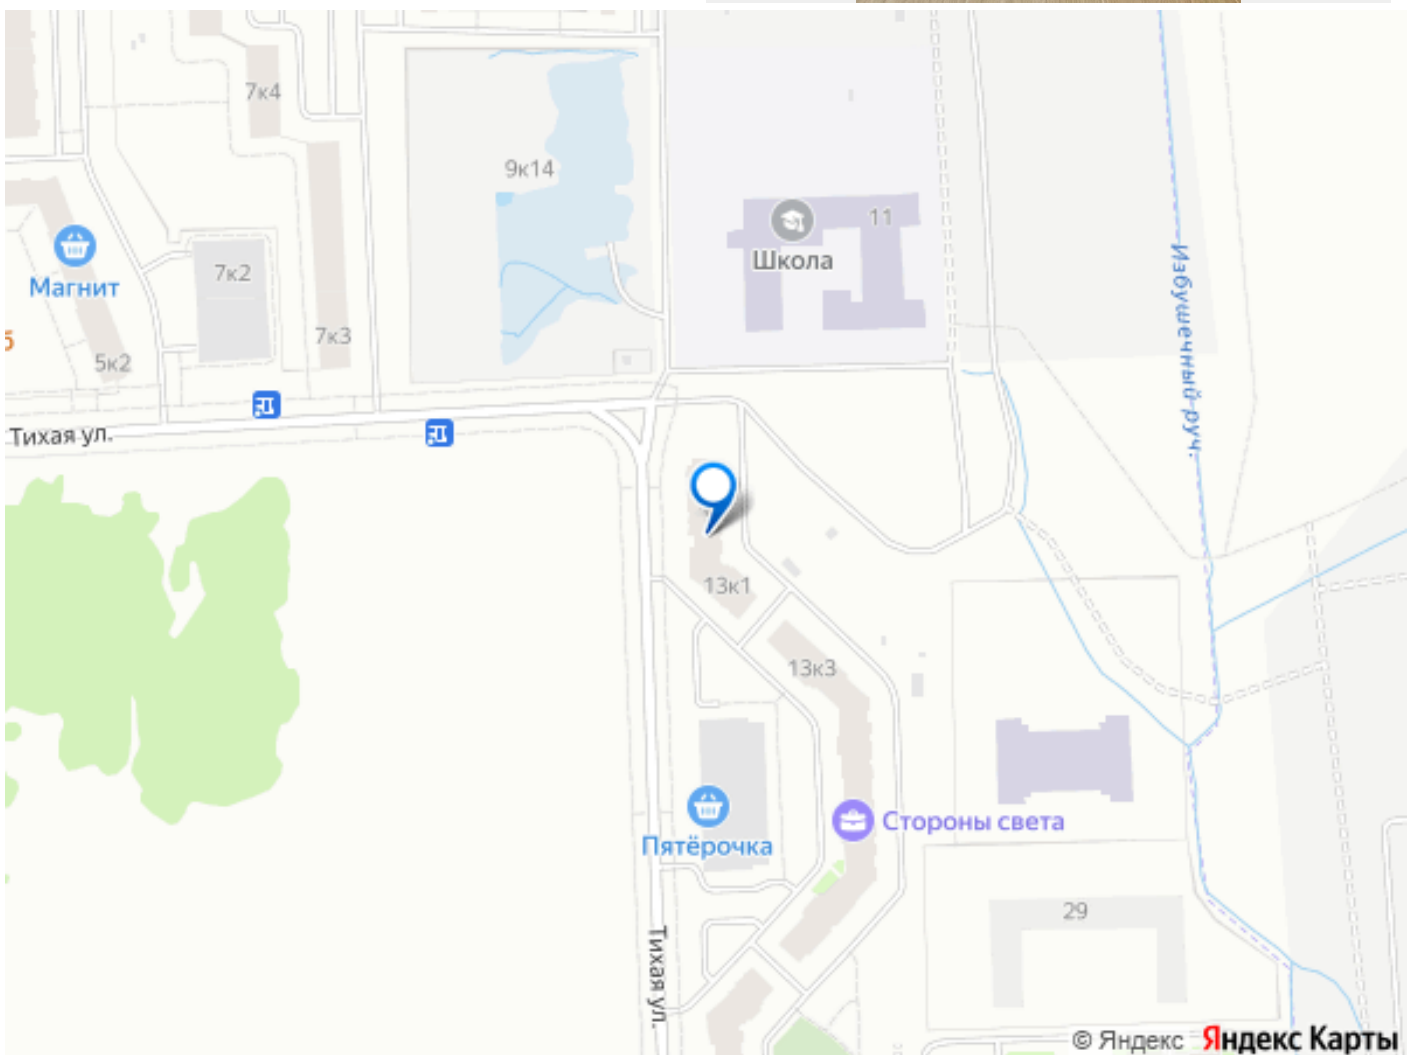 7к4
9к14
11
Школа
Магнит
7к2
7к3
5к2
Избушечный руч.
Тихая ул.
13к1
13к3
Стороны света
Пятёрочка
29
Тихая ул.
© Яндекс Яндекс Карты